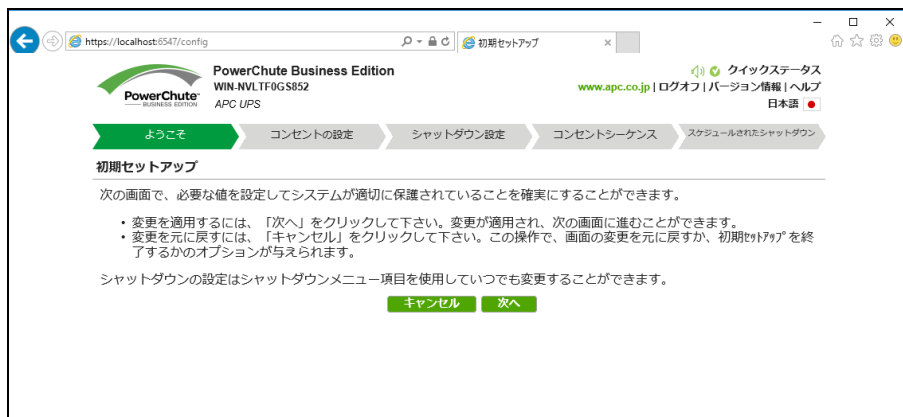 https://localhost:6547/config
初期セットアップ
PowerChute
BUSINESS EDITION
PowerChute Business Edition
WIN-NVLTF0GS852
APC UPS
クイックステータス
www.apc.co.jp | ログオフ | バージョン情報 | ヘルプ
日本語
ようこそ
コンセントの設定
シャットダウン設定
コンセントシーケンス
スケジュールされたシャットダウン
初期セットアップ
次の画面で、必要な値を設定してシステムが適切に保護されていることを確実にすることができます。
• 変更を適用するには、「次へ」をクリックして下さい。変更が適用され、次の画面に進むことができます。
• 変更を元に戻すには、「キャンセル」をクリックして下さい。この操作で、画面の変更を元に戻すか、初期ｾｯﾄｱｯﾌﾟを終
了するかのオプションが与えられます。
シャットダウンの設定はシャットダウンメニュー項目を使用していつでも変更することができます。
キャンセル
次へ